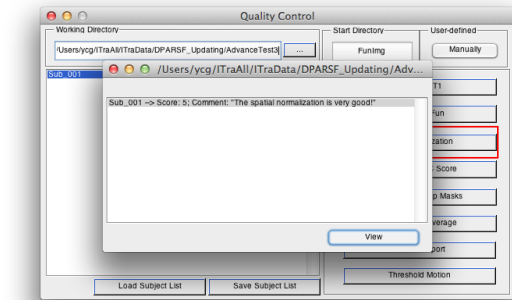 Quality Control
Working Directory
Start Directory
User-defined
/Users/ycg/ITraAll/ITraData/DPARSF_Updating/AdvanceTest3
...
FunImg
Manually
Sub_001
/Users/ycg/ITraAll/ITraData/DPARSF_Updating/Adv...
Sub_001 --> Score: 5; Comment: "The spatial normalization is very good!"
View
T1
Fun
zation
Score
p Masks
verage
port
Threshold Motion
Load Subject List
Save Subject List